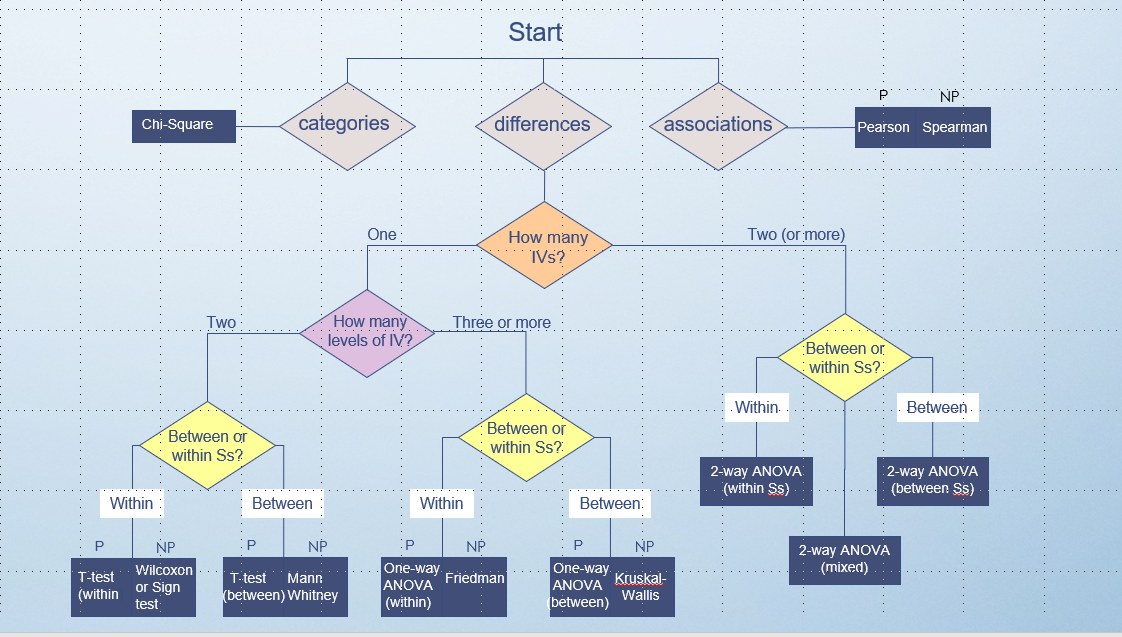 Start
Chi-Square
categories
differences
associations
P
NP
Pearson
Spearman
One
How many
IVs?
Two (or more)
Two
How many
levels of IV?
Three or more
Between or
within Ss?
Between or
within Ss?
Between or
within Ss?
Within
Between
2-way ANOVA
(within Ss)
2-way ANOVA
(between Ss)
2-way ANOVA
(mixed)
Within
Between
Within
Between
P
NP
P
NP
P
NP
P
NP
T-test
(within
Wilcoxon
or Sign
test
T-test
(between)
Mann
Whitney
One-way
ANOVA
(within)
Friedman
One-way
ANOVA
(between)
Kruskal-
Wallis